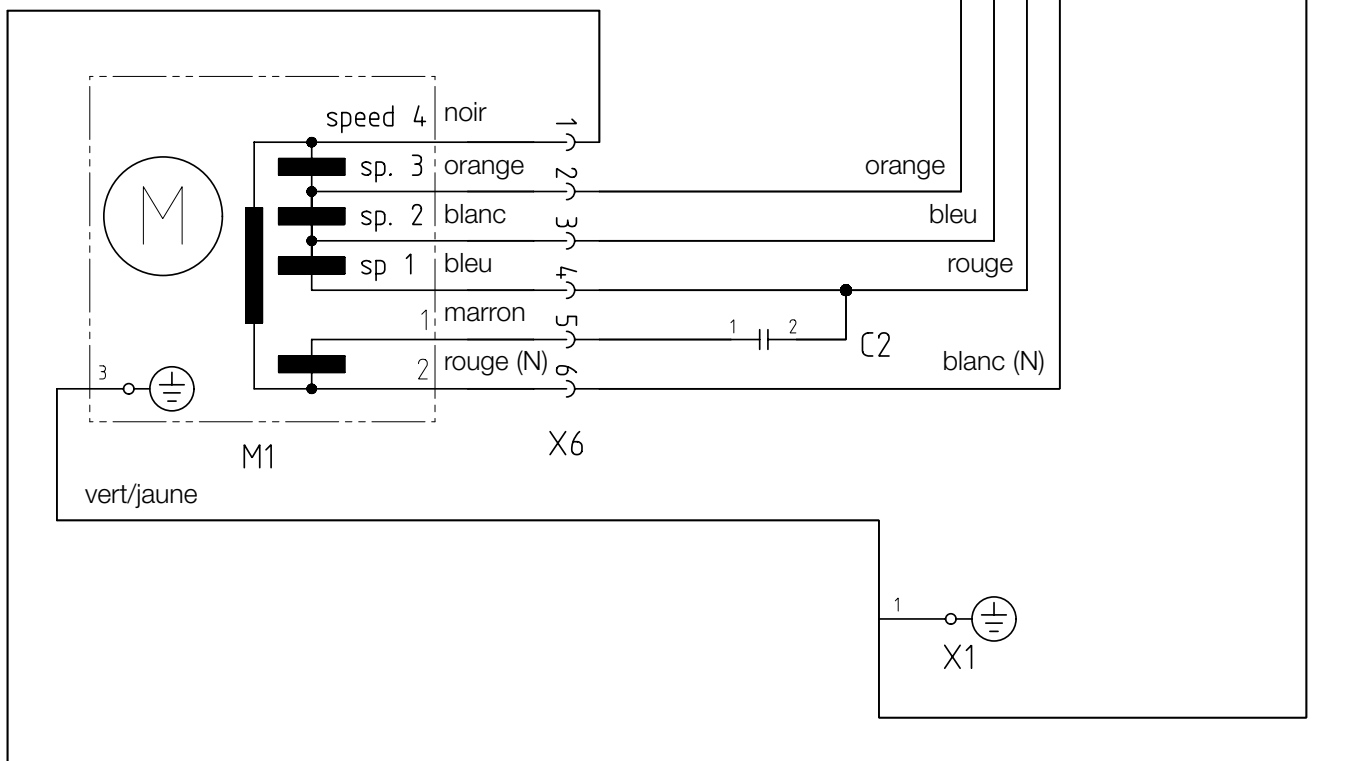 speed 4 noir 1
M
sp. 3 orange 2 orange
sp. 2 blanc 3 bleu
sp 1 bleu 4 rouge
1 marron 5 1 2 C2
2 rouge (N) 6 blanc (N)
3
M1 X6
vert/jaune
1
X1